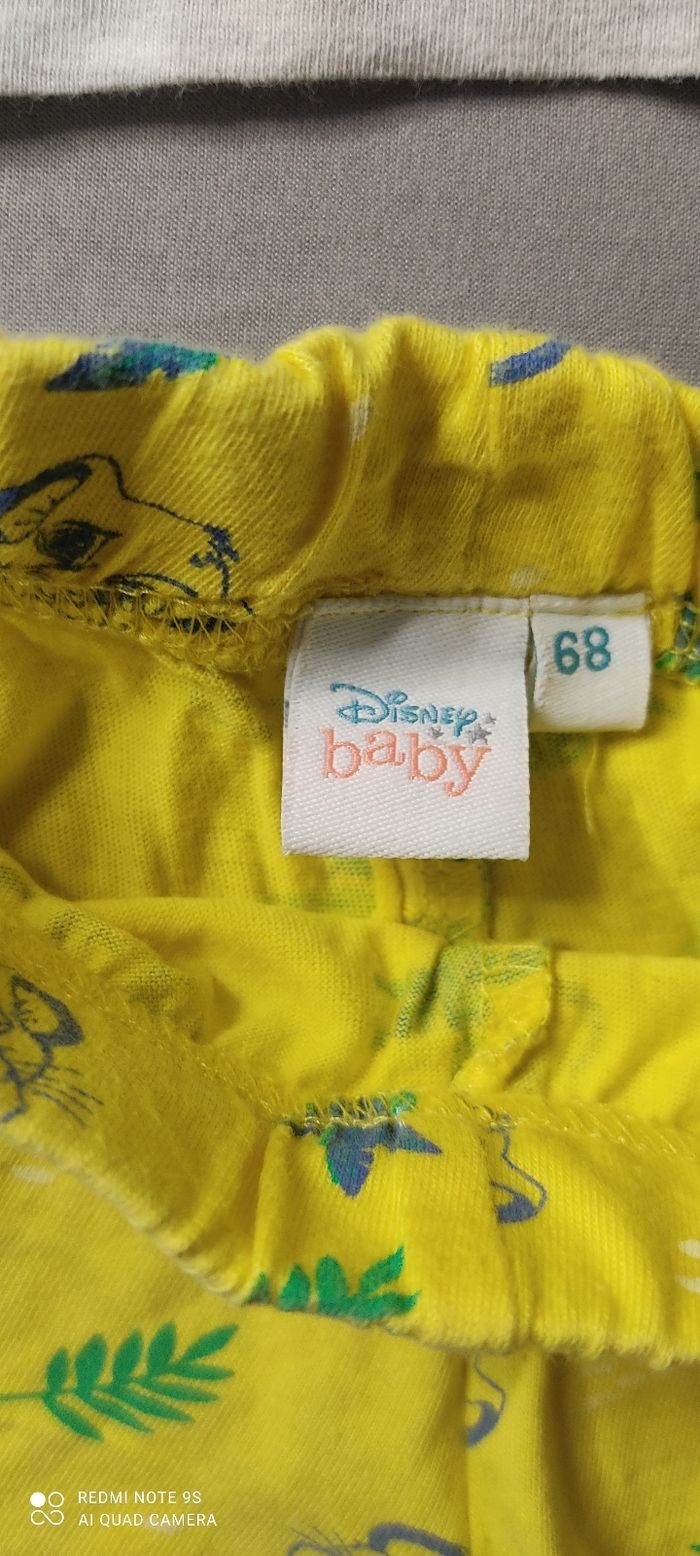 68
Disney
baby
REDMI NOTE 9S
AI QUAD CAMERA